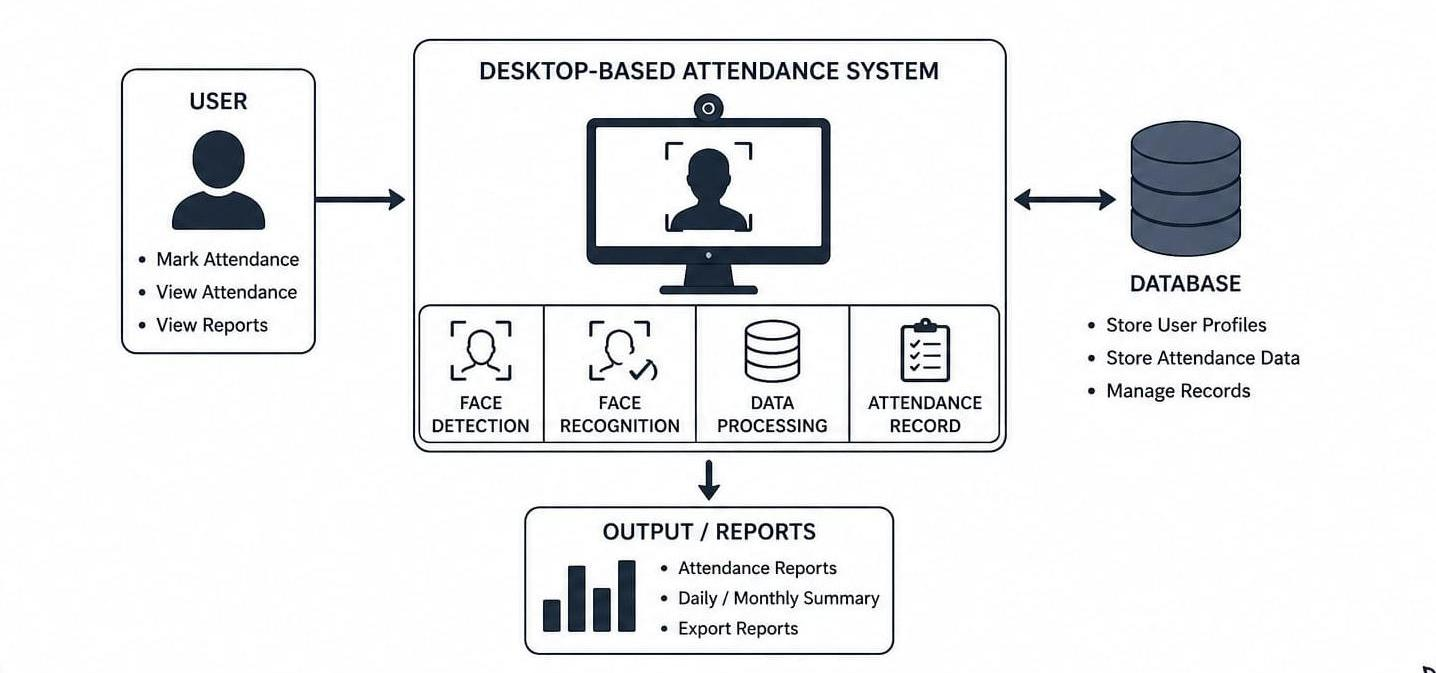 DESKTOP-BASED ATTENDANCE SYSTEM
USER
• Mark Attendance
• View Attendance
• View Reports
FACE
DETECTION
FACE
RECOGNITION
DATA
PROCESSING
ATTENDANCE
RECORD
DATABASE
• Store User Profiles
• Store Attendance Data
• Manage Records
OUTPUT / REPORTS
• Attendance Reports
• Daily / Monthly Summary
• Export Reports